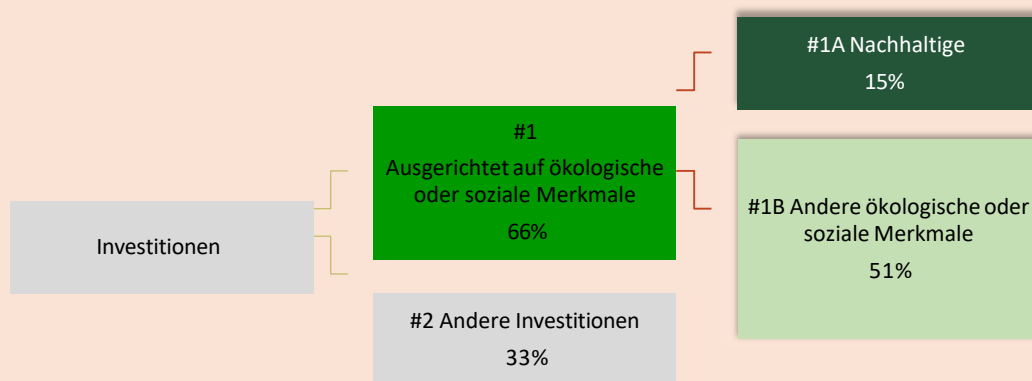 Investitionen
#1
Ausgerichtet auf ökologische
oder soziale Merkmale
66%
#2 Andere Investitionen
33%
#1A Nachhaltige
15%
#1B Andere ökologische oder
soziale Merkmale
51%